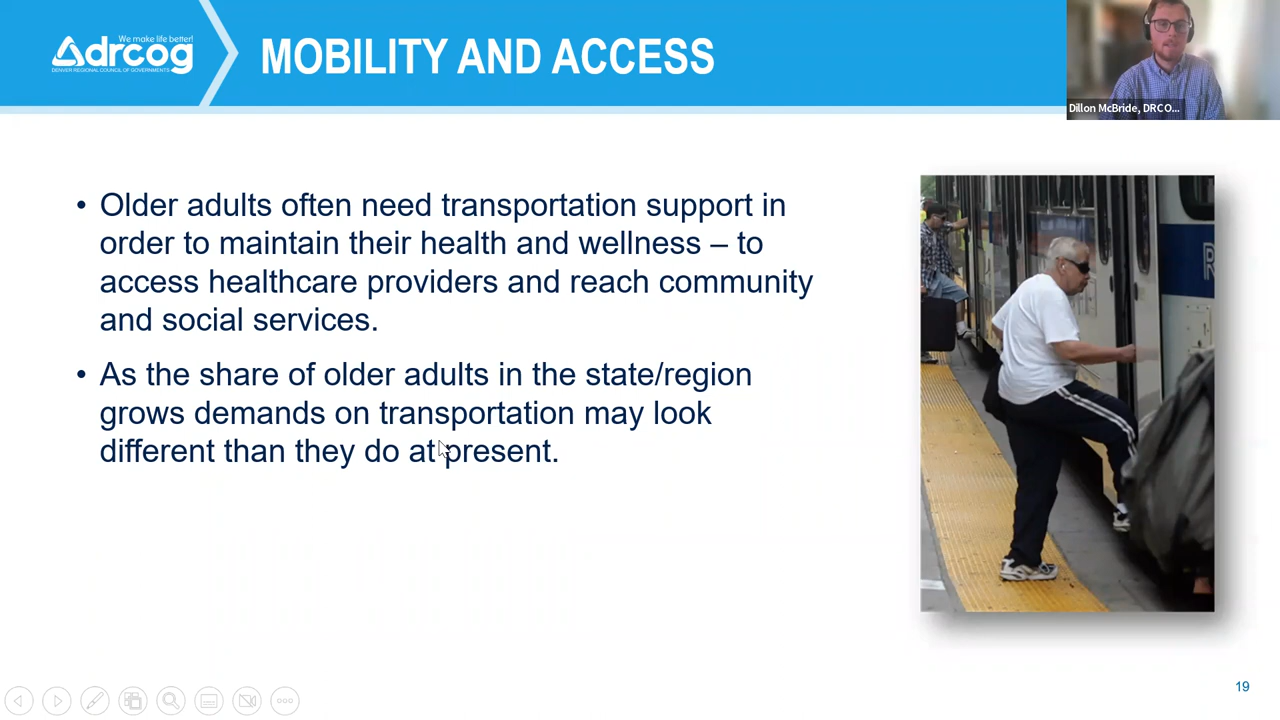 We make life better!
drcog
DENVER REGIONAL COUNCIL OF GOVERNMENTS
MOBILITY AND ACCESS
Dillon McBride, DRCO...
• Older adults often need transportation support in
order to maintain their health and wellness – to
access healthcare providers and reach community
and social services.
• As the share of older adults in the state/region
grows demands on transportation may look
different than they do at present.
R
19